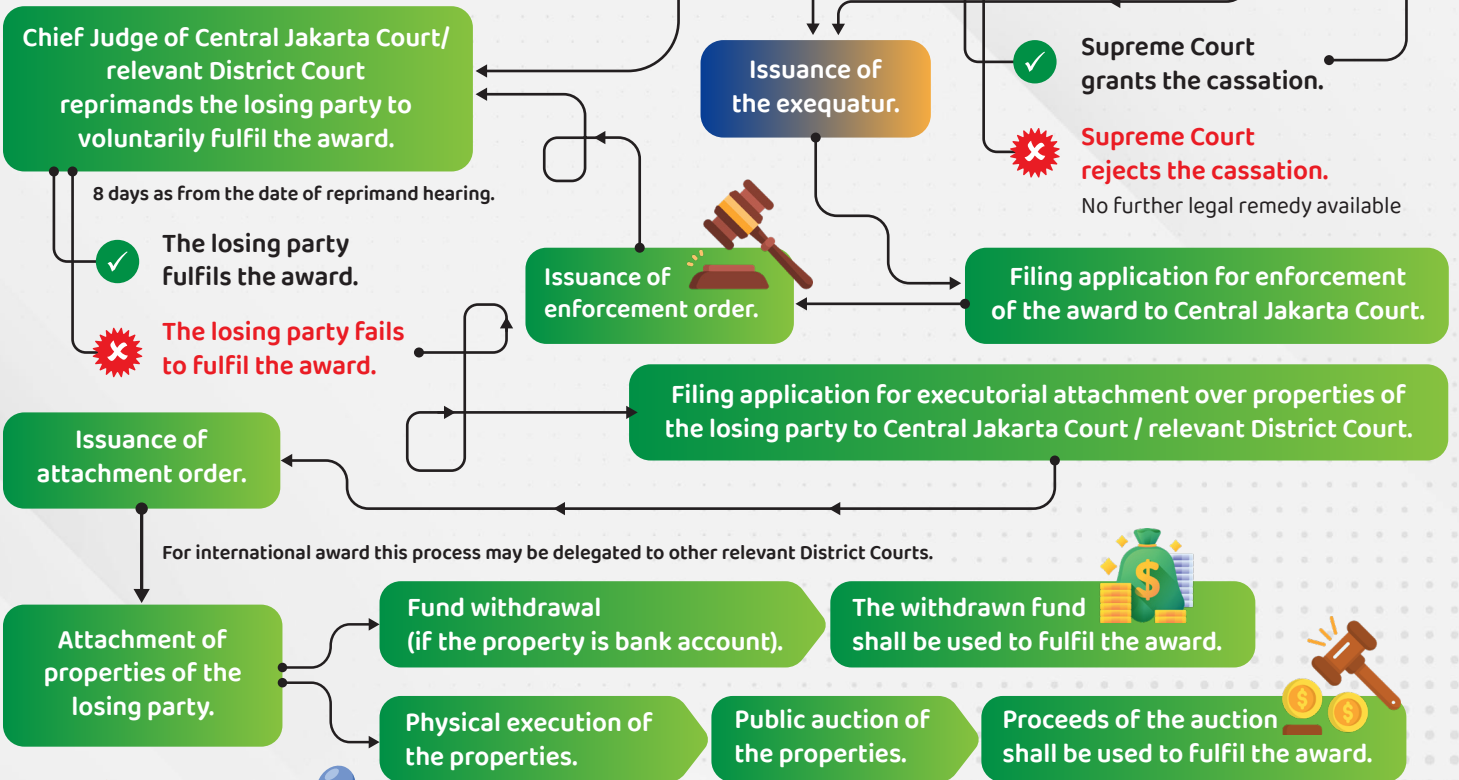 Chief Judge of Central Jakarta Court/
relevant District Court
reprimands the losing party to
voluntarily fulfil the award.
Issuance of
the exequatur.
Supreme Court
grants the cassation.
Supreme Court
rejects the cassation.
No further legal remedy available
8 days as from the date of reprimand hearing.
The losing party
fulfils the award.
The losing party fails
to fulfil the award.
Issuance of
enforcement order.
Filing application for enforcement
of the award to Central Jakarta Court.
Filing application for executorial attachment over properties of
the losing party to Central Jakarta Court / relevant District Court.
Issuance of
attachment order.
For international award this process may be delegated to other relevant District Courts.
Attachment of
properties of the
losing party.
Fund withdrawal
(if the property is bank account).
The withdrawn fund
shall be used to fulfil the award.
Physical execution of
the properties.
Public auction of
the properties.
Proceeds of the auction
shall be used to fulfil the award.